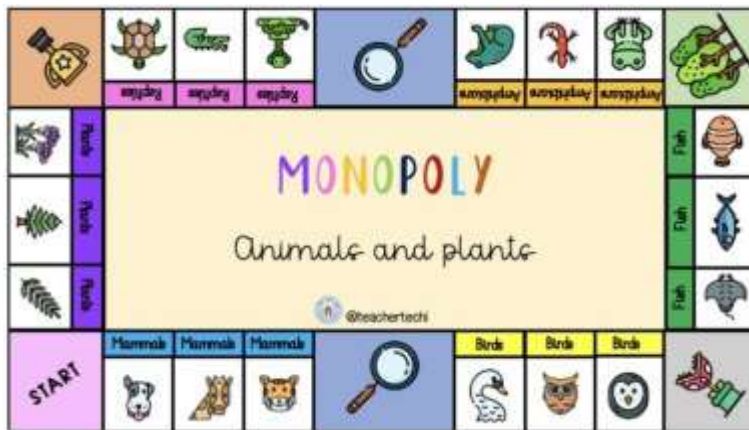 Reptiles Reptiles Reptiles
Amphibians Amphibians Amphibians
Plants
Plants
Plants
MONOPOLY
Animals and plants
@teachertechi
Fish
Fish
Fish
Mammals Mammals Mammals
Birds Birds Birds
START